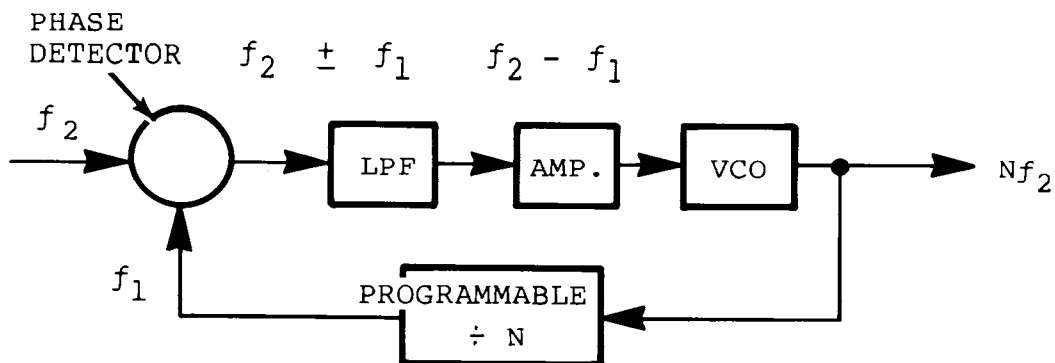 PHASE
DETECTOR
f₂ ± f₁
f₂ - f₁
f₂
LPF
AMP.
VCO
Nf₂
f₁
PROGRAMMABLE
÷ N